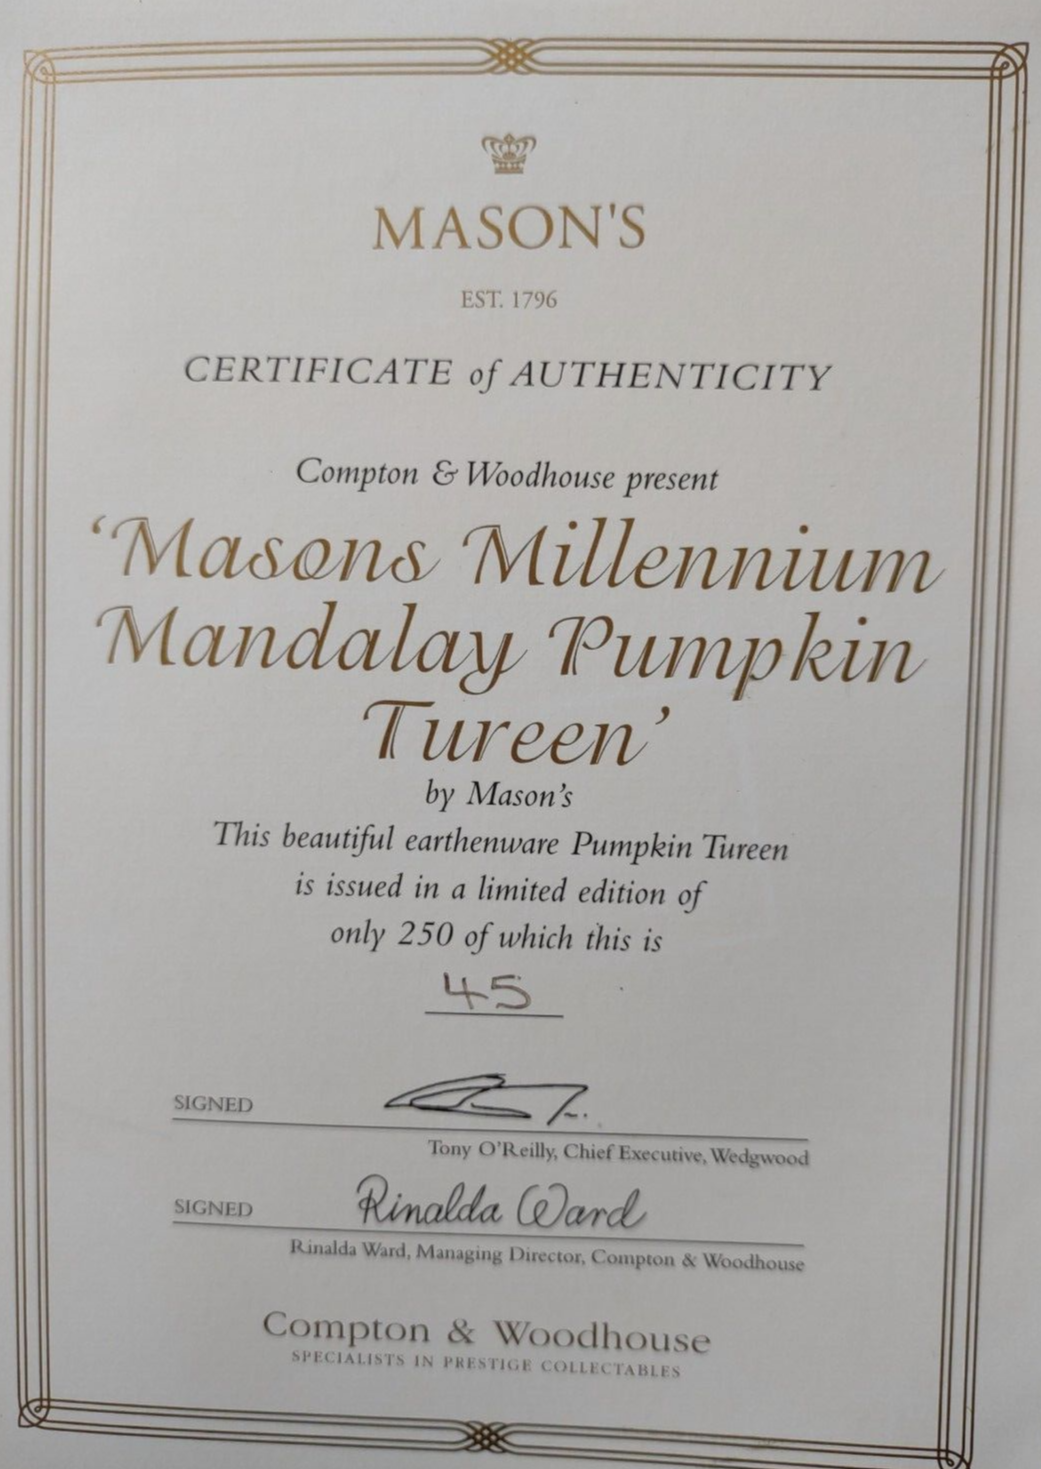 MASON'S
EST. 1796
CERTIFICATE of AUTHENTICITY
Compton & Woodhouse present
‘Masons Millennium
Mandalay Pumpkin
Tureen’
by Mason’s
This beautiful earthenware Pumpkin Tureen
is issued in a limited edition of
only 250 of which this is
45
SIGNED
Tony O’Reilly, Chief Executive, Wedgwood
SIGNED Rinalda Ward
Rinalda Ward, Managing Director, Compton & Woodhouse
Compton & Woodhouse
SPECIALISTS IN PRESTIGE COLLECTABLES